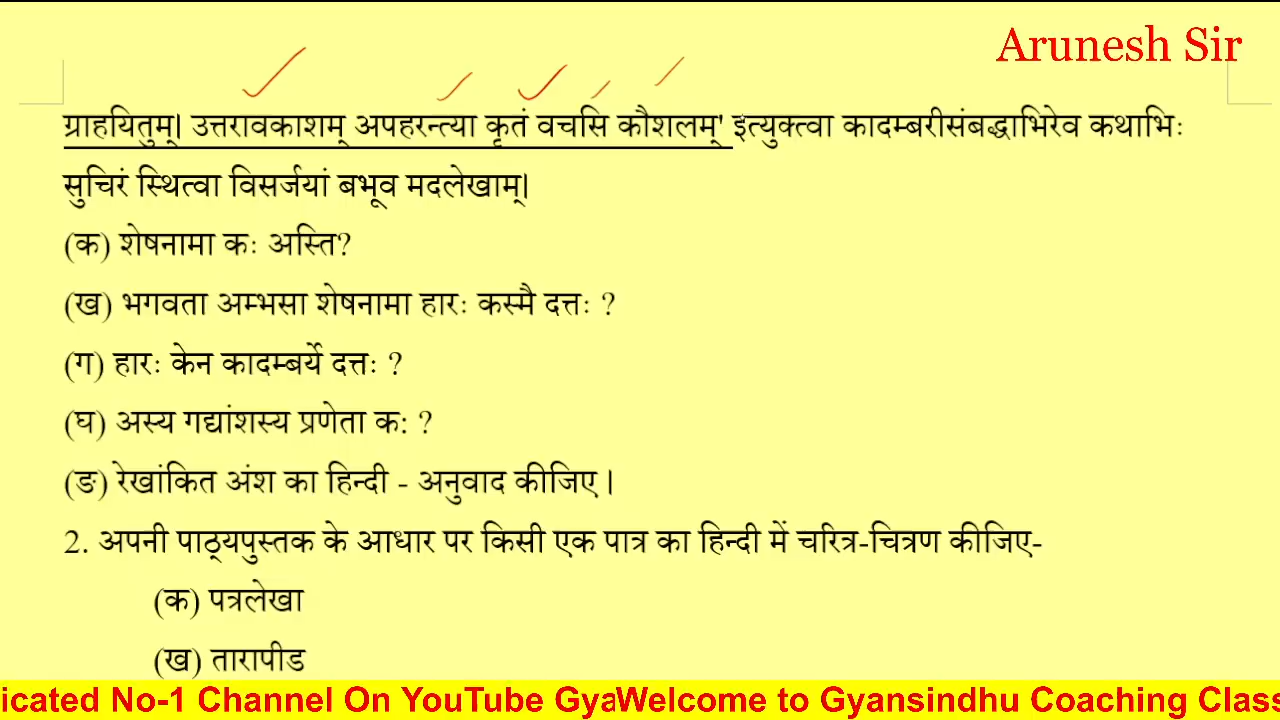 Arunesh Sir
ग्राहयितुम्। उत्तरावकाशम् अपहरन्त्या कृतं वचसि कौशलम्' इत्युक्त्वा कादम्बरीसंबद्धाभिरेव कथाभिः
सुचिरं स्थित्वा विसर्जयां बभूव मदलेखाम्।
(क) शेषनामा कः अस्ति?
(ख) भगवता अम्भसा शेषनामा हारः कस्मै दत्तः ?
(ग) हारः केन कादम्बर्ये दत्तः ?
(घ) अस्य गद्यांशस्य प्रणेता क: ?
(ङ) रेखांकित अंश का हिन्दी - अनुवाद कीजिए ।
2. अपनी पाठ्यपुस्तक के आधार पर किसी एक पात्र का हिन्दी में चरित्र-चित्रण कीजिए-
(क) पत्रलेखा
(ख) तारापीड
icated No-1 Channel On YouTube GyaWelcome to Gyansindhu Coaching Class